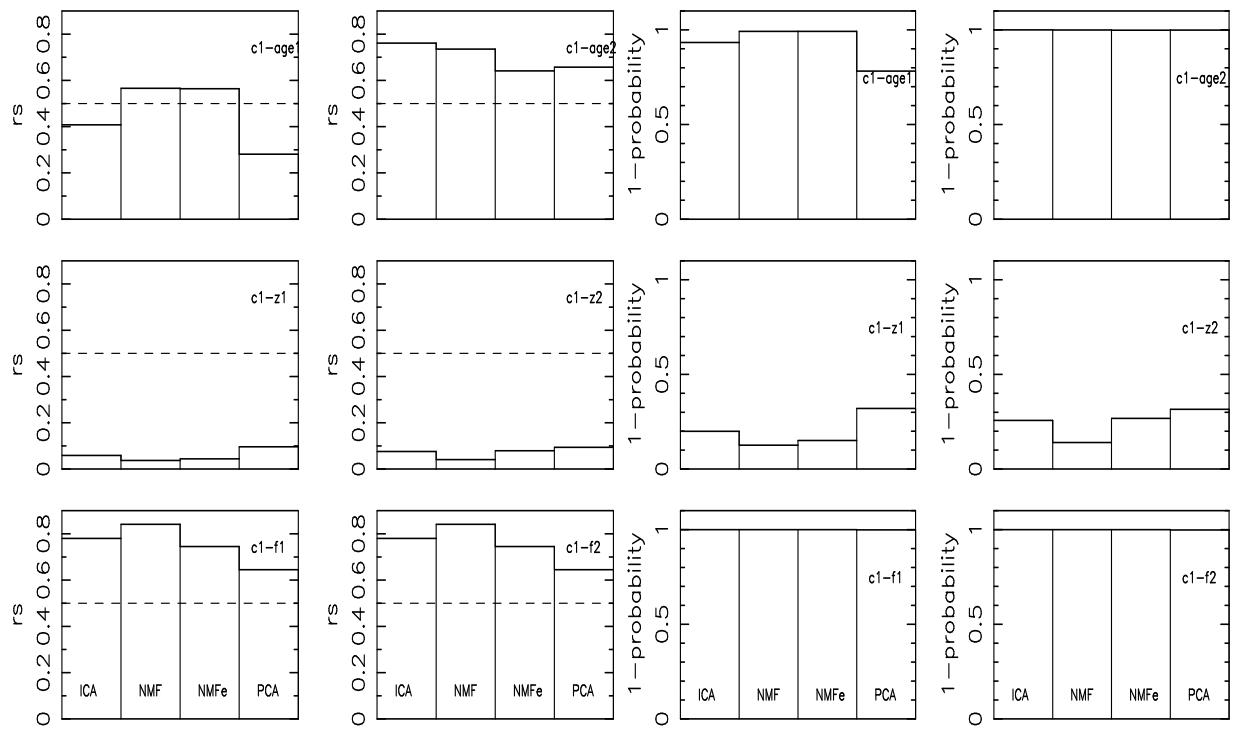 rs 0 0.2 0.4 0.6 0.8 c1-age1
rs 0 0.2 0.4 0.6 0.8 c1-age2
1-probability 0 0.5 1 c1-age1
1-probability 0 0.5 1 c1-age2
rs 0 0.2 0.4 0.6 0.8 c1-z1
rs 0 0.2 0.4 0.6 0.8 c1-z2
1-probability 0 0.5 1 c1-z1
1-probability 0 0.5 1 c1-z2
rs 0 0.2 0.4 0.6 0.8 c1-f1
ICA NMF NMFe PCA
rs 0 0.2 0.4 0.6 0.8 c1-f2
ICA NMF NMFe PCA
1-probability 0 0.5 1 c1-f1
ICA NMF NMFe PCA
1-probability 0 0.5 1 c1-f2
ICA NMF NMFe PCA